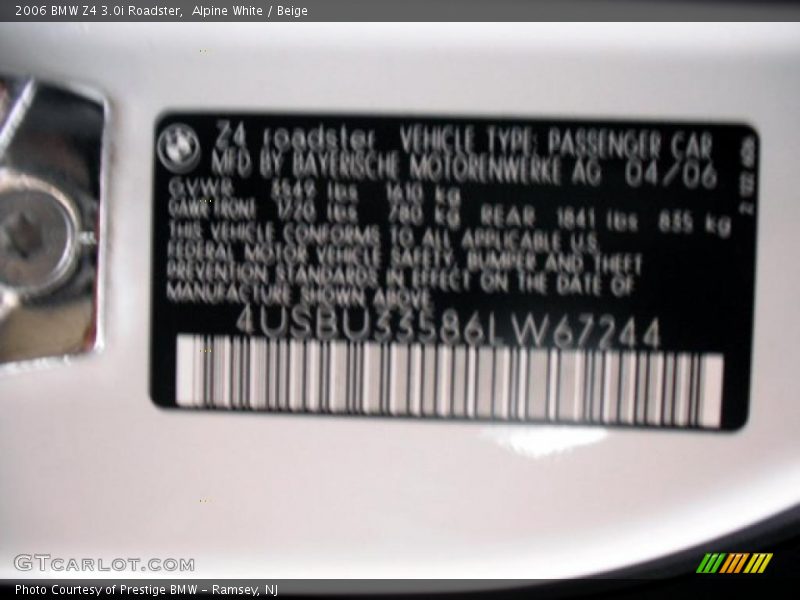 2006 BMW Z4 3.0i Roadster,  Alpine White / Beige
Z4 roadster VEHICLE TYPE: PASSENGER CAR
MFD BY BAYERISCHE MOTORENWERKE AG 04/06
GVWR 3549 lbs 1610 kg
GAWR FRONT 1720 lbs 780 kg REAR 1841 lbs 835 kg
THIS VEHICLE CONFORMS TO ALL APPLICABLE U.S.
FEDERAL MOTOR VEHICLE SAFETY, BUMPER AND THEFT
PREVENTION STANDARDS IN EFFECT ON THE DATE OF
MANUFACTURE SHOWN ABOVE
4USBU33586LW67244
GTCARLOT.COM
Photo Courtesy of Prestige BMW - Ramsey, NJ